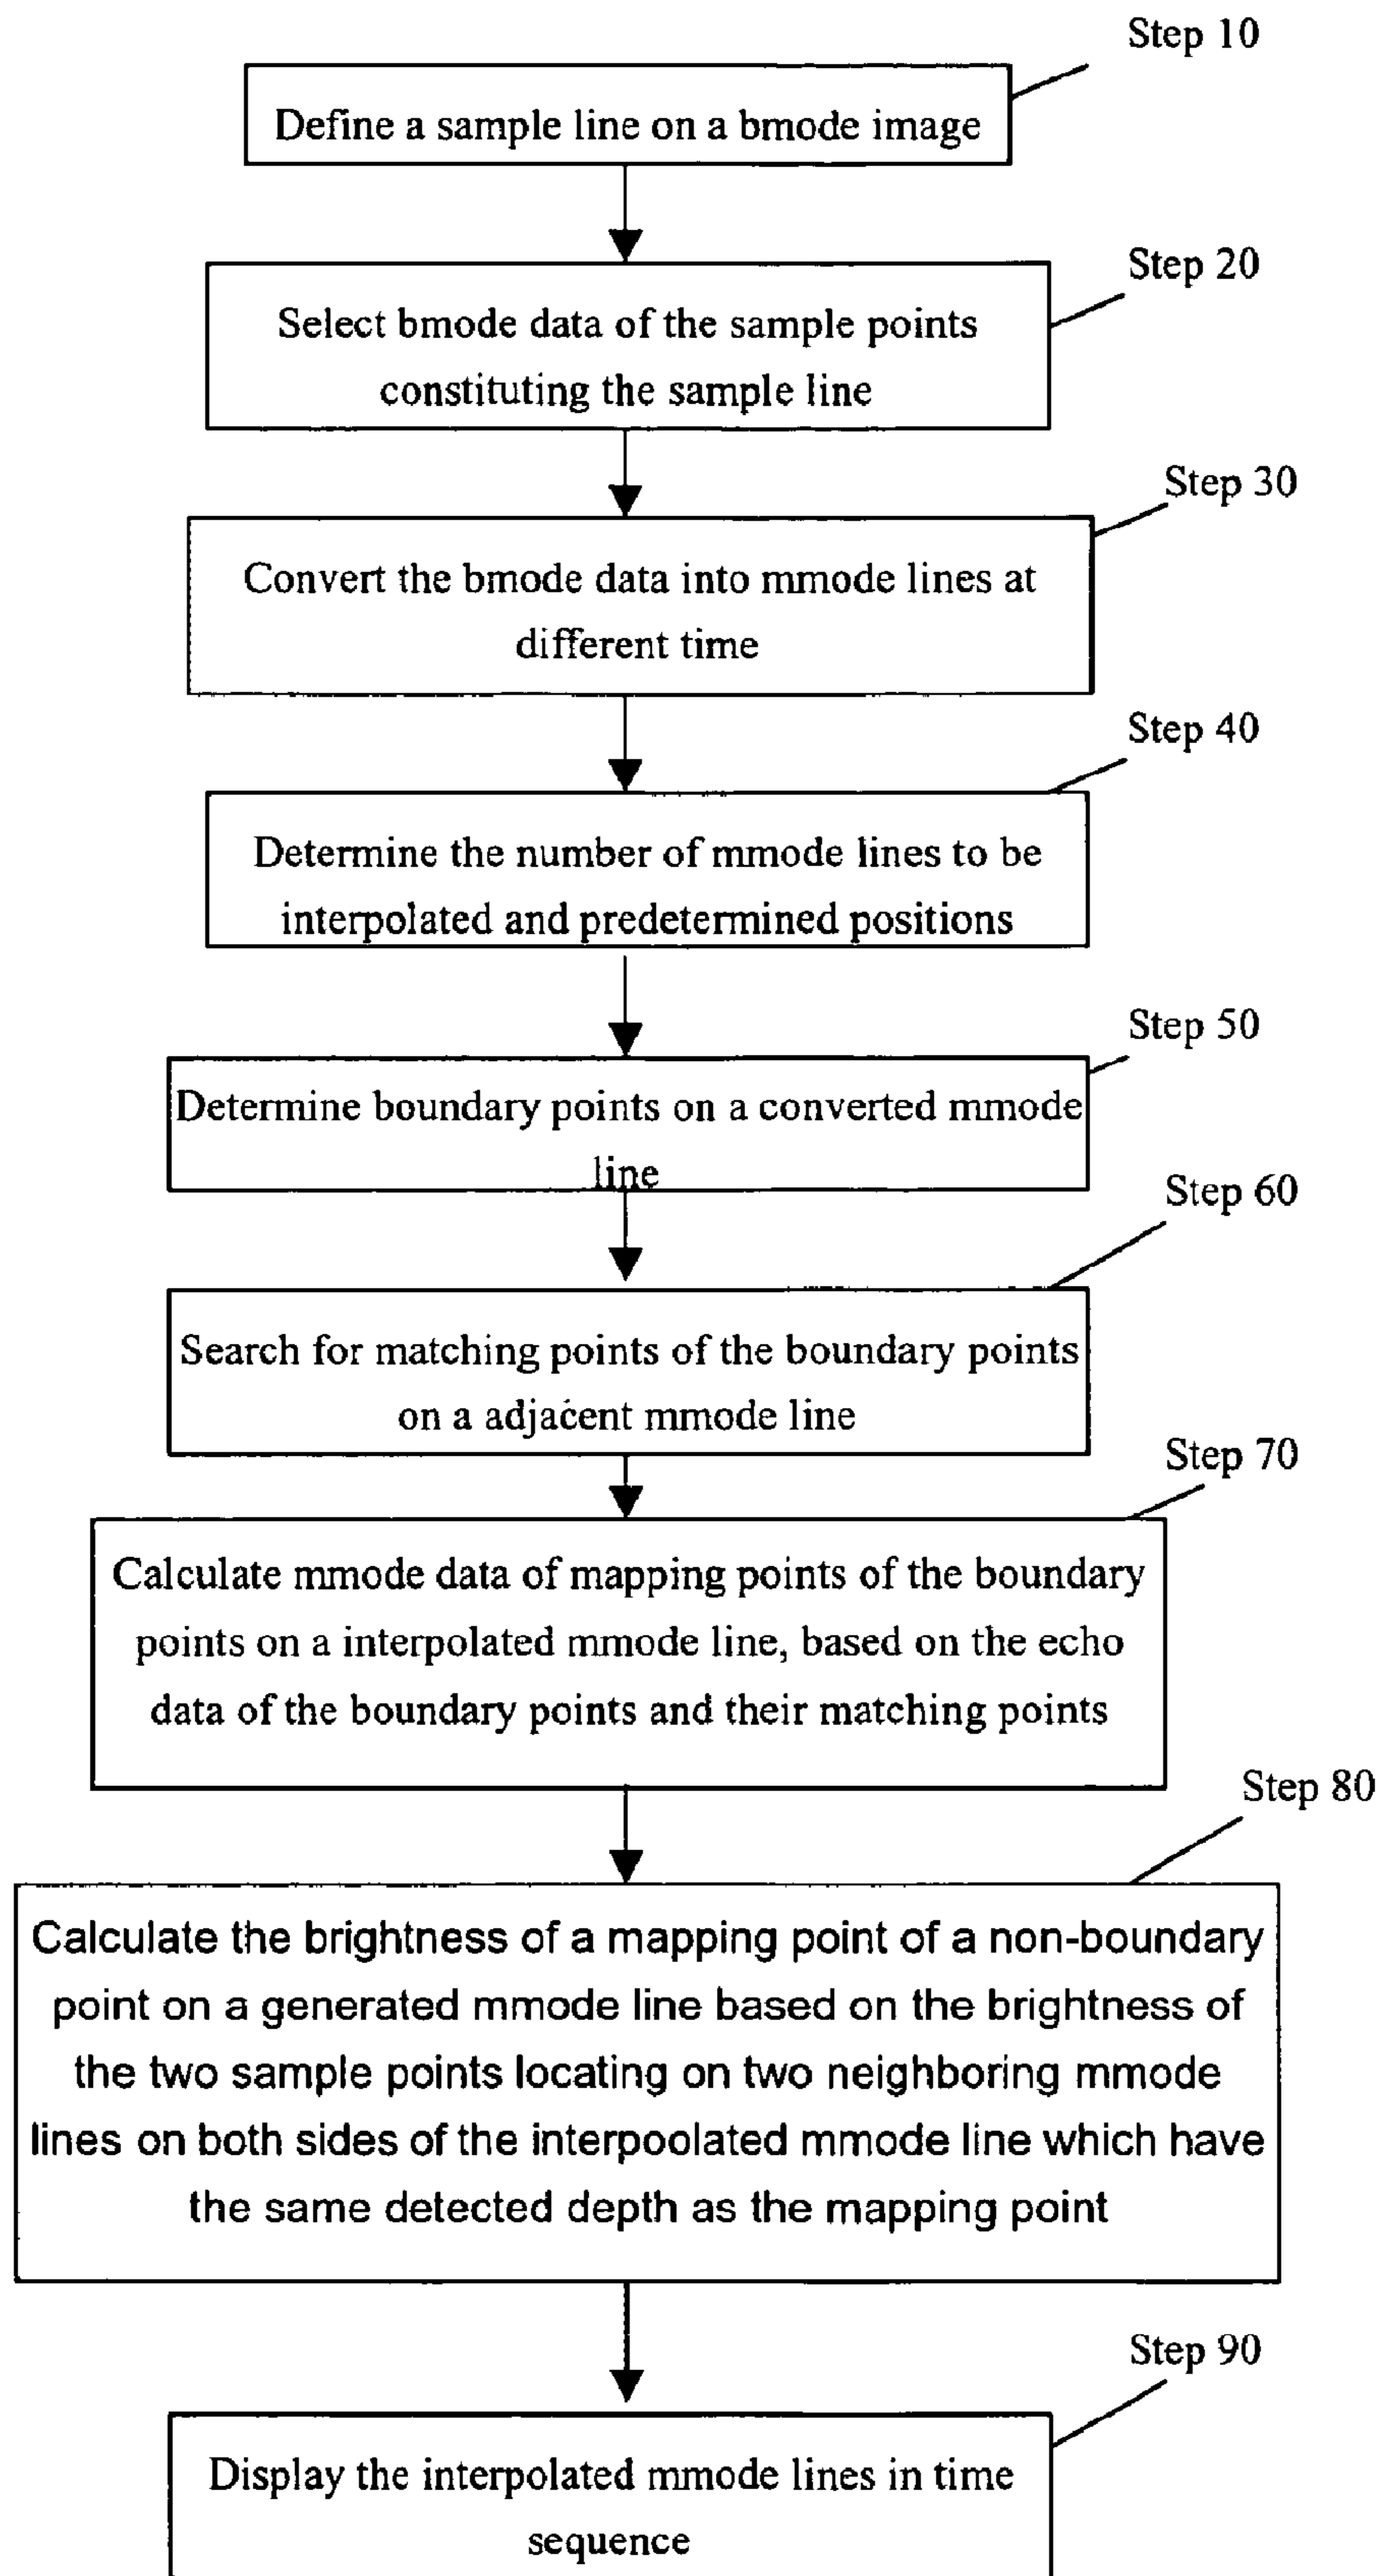 Step 10
Define a sample line on a bmode image
Step 20
Select bmode data of the sample points
constituting the sample line
Step 30
Convert the bmode data into mmode lines at
different time
Step 40
Determine the number of mmode lines to be
interpolated and predetermined positions
Step 50
Determine boundary points on a converted mmode
line
Step 60
Search for matching points of the boundary points
on a adjacent mmode line
Step 70
Calculate mmode data of mapping points of the boundary
points on a interpolated mmode line, based on the echo
data of the boundary points and their matching points
Step 80
Calculate the brightness of a mapping point of a non-boundary
point on a generated mmode line based on the brightness of
the two sample points locating on two neighboring mmode
lines on both sides of the interpoolated mmode line which have
the same detected depth as the mapping point
Step 90
Display the interpolated mmode lines in time
sequence